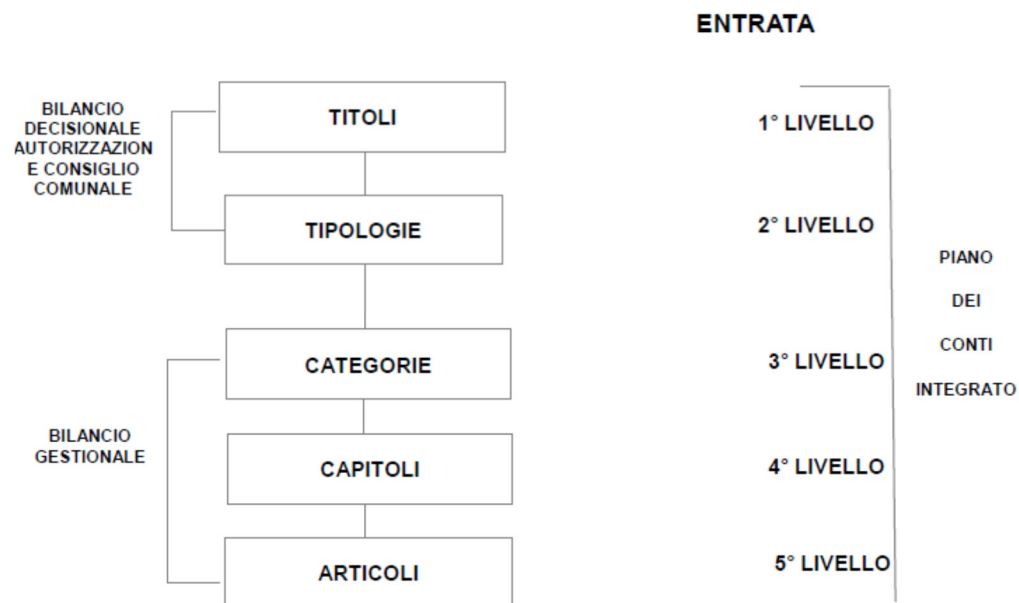 ENTRATA
BILANCIO
DECISIONALE
AUTORIZZAZION
E CONSIGLIO
COMUNALE
TITOLI
1° LIVELLO
TIPOLOGIE
2° LIVELLO
PIANO
DEI
CONTI
INTEGRATO
CATEGORIE
3° LIVELLO
BILANCIO
GESTIONALE
CAPITOLI
4° LIVELLO
ARTICOLI
5° LIVELLO